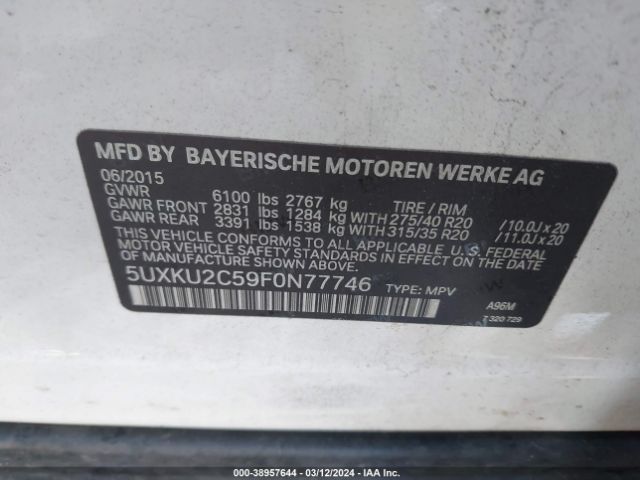 MFD BY BAYERISCHE MOTOREN WERKE AG
06/2015
GVWR 6100 lbs 2767 kg TIRE / RIM
GAWR FRONT 2831 lbs 1284 kg WITH 275/40 R20 /10.0J x 20
GAWR REAR 3391 lbs 1538 kg WITH 315/35 R20 /11.0J x 20
THIS VEHICLE CONFORMS TO ALL APPLICABLE U.S. FEDERAL
MOTOR VEHICLE SAFETY STANDARDS IN EFFECT ON THE
DATE OF MANUFACTURE SHOWN ABOVE.
5UXKU2C59F0N77746 TYPE: MPV
A96M
7 320 729
000-38957644 - 03/12/2024 - IAA Inc.